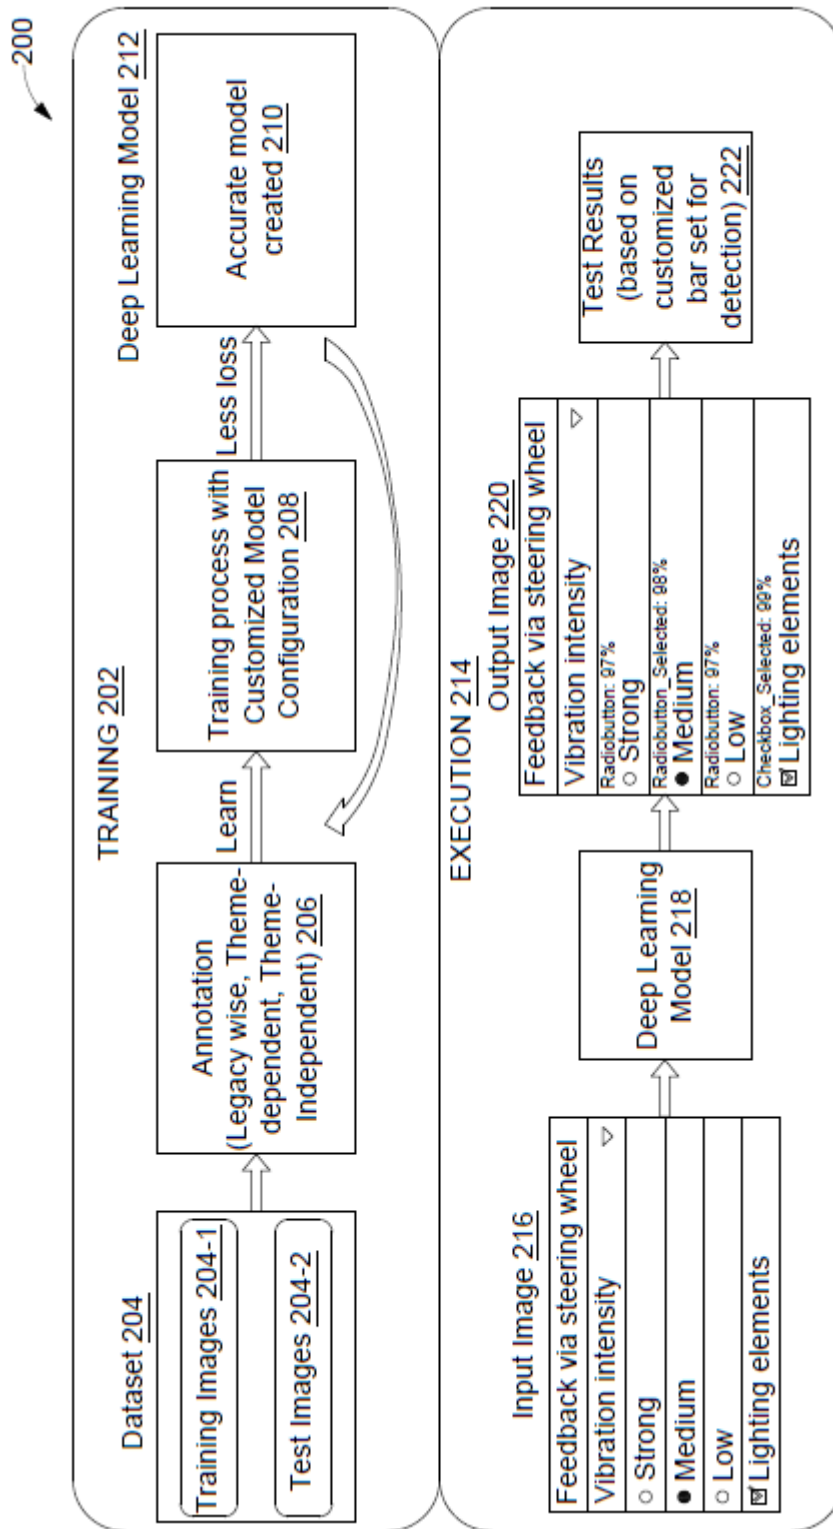 200
TRAINING 202
Dataset 204
Training Images 204-1
Test Images 204-2
Annotation
(Legacy wise, Theme-
dependent, Theme-
Independent) 206
Learn
Training process with
Customized Model
Configuration 208
Less loss
Deep Learning Model 212
Accurate model
created 210
EXECUTION 214
Input Image 216
Feedback via steering wheel
Vibration intensity
Strong
Medium
Low
Lighting elements
Deep Learning
Model 218
Output Image 220
Feedback via steering wheel
Vibration intensity
Radiobutton: 97%
Strong
Radiobutton_Selected: 98%
Medium
Radiobutton: 97%
Low
Checkbox_Selected: 99%
Lighting elements
Test Results
(based on
customized
bar set for
detection) 222